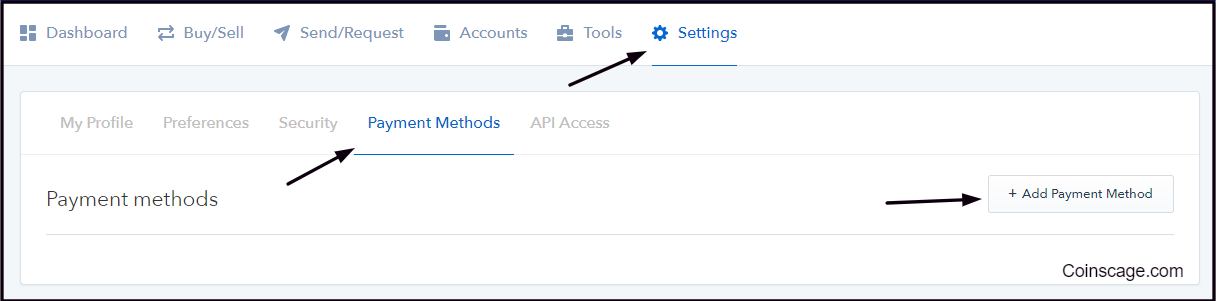 Dashboard Buy/Sell Send/Request Accounts Tools Settings
My Profile Preferences Security Payment Methods API Access
Payment methods + Add Payment Method
Coinscage.com